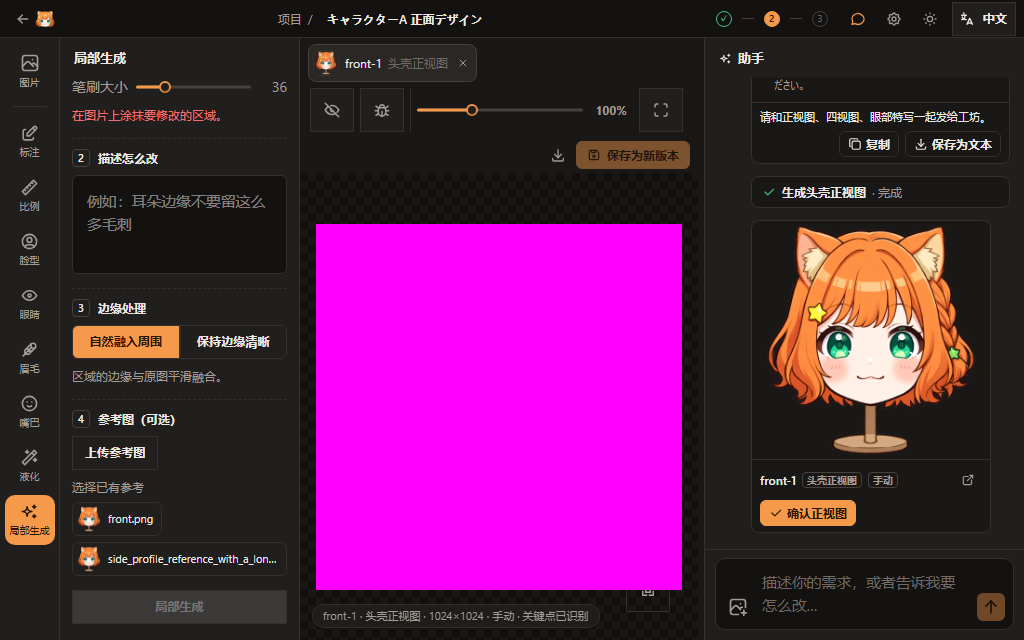 项目 / キャラクターA 正面デザイン
2
3
中文
图片
标注
比例
脸型
眼睛
眉毛
嘴巴
液化
局部生成
局部生成
笔刷大小 36
在图片上涂抹要修改的区域。
2 描述怎么改
例如：耳朵边缘不要留这么
多毛刺
3 边缘处理
自然融入周围 保持边缘清晰
区域的边缘与原图平滑融合。
4 参考图（可选）
上传参考图
选择已有参考
front.png
side_profile_reference_with_a_lon...
局部生成
front-1 头壳正视图 ×
100%
保存为新版本
front-1 · 头壳正视图 · 1024×1024 · 手动 · 关键点已识别
助手
ださい。
请和正视图、四视图、眼部特写一起发给工坊。
复制 保存为文本
生成头壳正视图 · 完成
front-1 头壳正视图 手动
确认正视图
描述你的需求，或者告诉我要
怎么改...